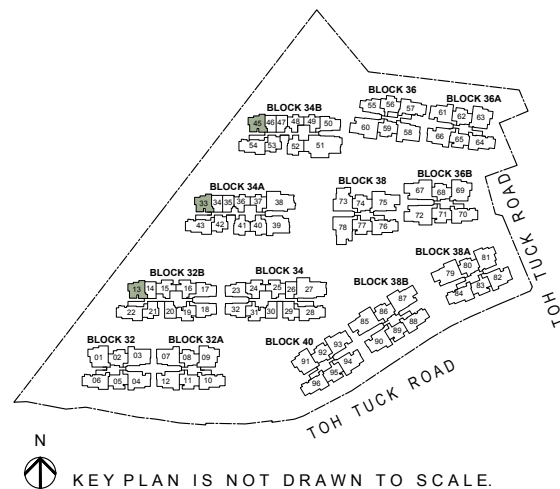 BLOCK 36
BLOCK 36A
55 56 57
61 62 63
BLOCK 34B
45 46 47 48 49 50
60 59 58
66 65 64
54 53 52 51
BLOCK 36B
BLOCK 38
67 68 69
BLOCK 34A
73 74 75
33 34 35 36 37 38
72 71 70
78 77 76
43 42 41 40 39
TOH TUCK ROAD
BLOCK 38A
79 80 81
BLOCK 32B
BLOCK 34
BLOCK 38B
84 83 82
13 14 15 16 17
23 24 25 26 27
85 86 87
22 21 20 19 18
32 31 30 29 28
90 89 88
BLOCK 32
BLOCK 32A
BLOCK 40
01 02 03
07 08 09
91 92 93
06 05 04
12 11 10
96 95 94
TOH TUCK ROAD
N
KEY PLAN IS NOT DRAWN TO SCALE.